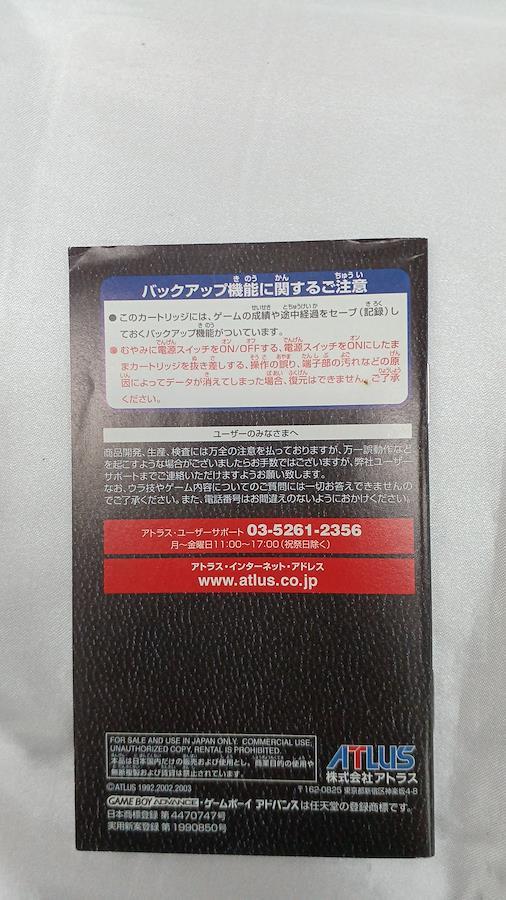 バックアップ機能に関するご注意
●このカートリッジには、ゲームの成績や途中経過をセーブ(記録)し
ておくバックアップ機能がついています。
●むやみに電源スイッチをON/OFFする、電源スイッチをONにしたま
まカートリッジを抜き差しする、操作の誤り、端子部の汚れなどの原
因によってデータが消えてしまった場合、復元はできません。ご了承
ください。
ユーザーのみなさまへ
商品開発、生産、検査には万全の注意を払っておりますが、万一誤動作など
を起こすような場合がございましたらお手数ではございますが、弊社ユーザー
サポートまでご連絡いただけますようお願い致します。
なお、ウラ技やゲーム内容についてのご質問には一切お答えできませんの
でご了承ください。また、電話番号はお間違えのないようにおかけください。
アトラス・ユーザーサポート 03-5261-2356
月〜金曜日11:00〜17:00(祝祭日除く)
アトラス・インターネット・アドレス
www.atlus.co.jp
FOR SALE AND USE IN JAPAN ONLY. COMMERCIAL USE,
UNAUTHORIZED COPY, RENTAL IS PROHIBITED.
本品は日本国内だけの販売および使用とし、商業目的の使用や
無断複製および賃貸は禁止されています。
ATLUS
株式会社アトラス
〒162-0825 東京都新宿区神楽坂4-8
©ATLUS 1992,2002,2003
GAME BOY ADVANCE・ゲームボーイ アドバンスは任天堂の登録商標です。
日本商標登録 第4470747号
実用新案登録 第1990850号